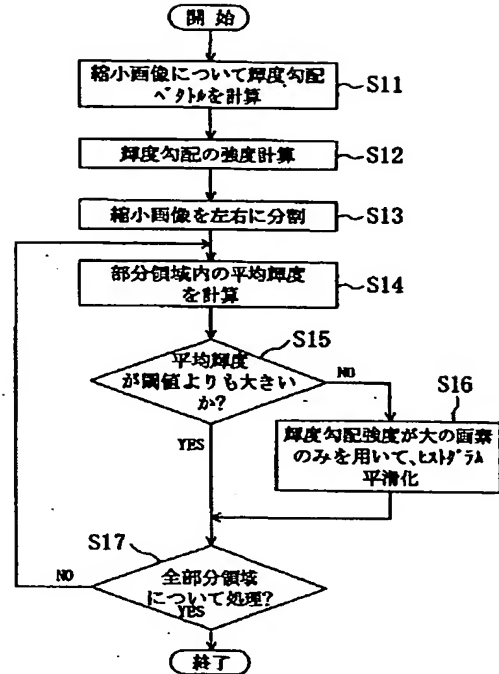 開 始
縮小画像について輝度勾配
ベクトルを計算
S11
輝度勾配の強度計算
S12
縮小画像を左右に分割
S13
部分領域内の平均輝度
を計算
S14
S15
平均輝度
が閾値よりも大きい
か?
NO
YES
S16
輝度勾配強度が大の画素
のみを用いて、ヒストグラム
平滑化
S17
NO
全部分領域
について処理?
YES
終了